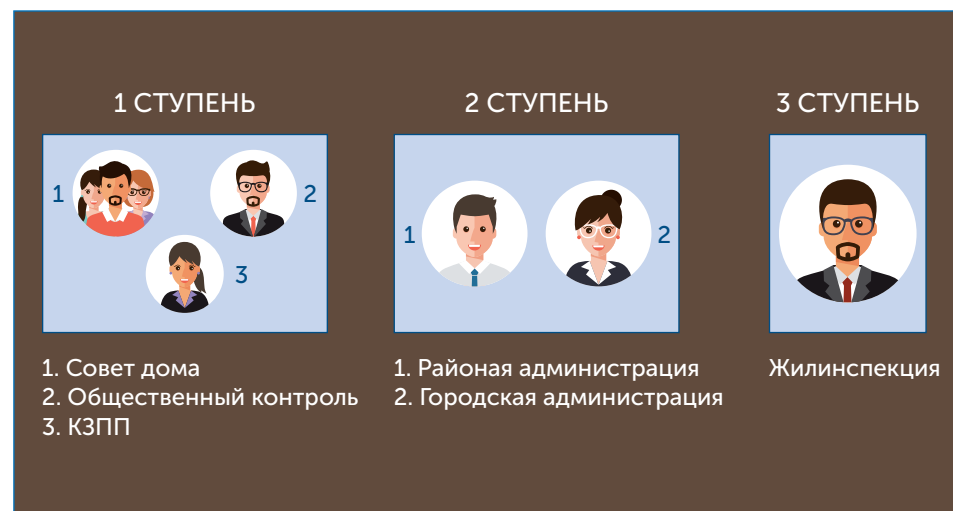 1 СТУПЕНЬ
1
2
3
1. Совет дома
2. Общественный контроль
3. КЗПП
2 СТУПЕНЬ
1
2
1. Районая администрация
2. Городская администрация
3 СТУПЕНЬ
Жилинспекция